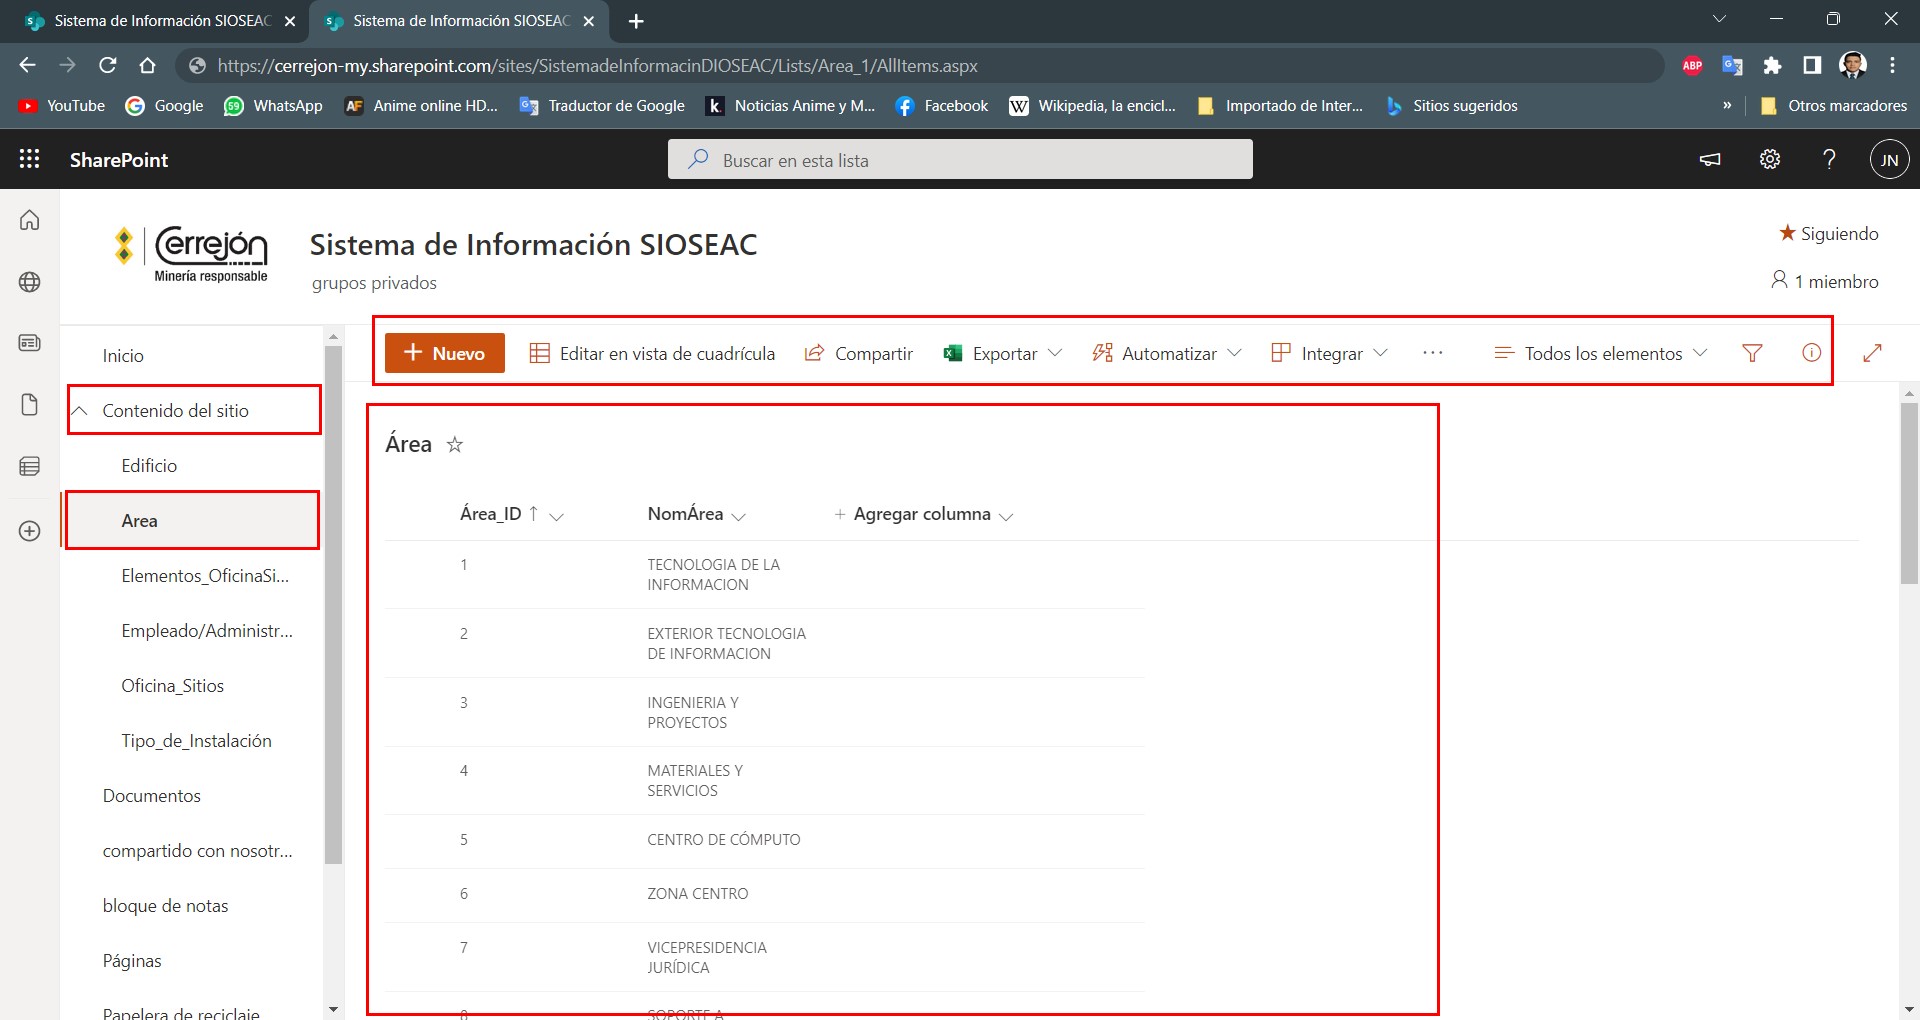 Sistema de Información SIOSEAC
Sistema de Información SIOSEAC
https://cerrejon-my.sharepoint.com/sites/SistemadeInformacinDIOSEAC/Lists/Area_1/AllItems.aspx
ABP
YouTube
Google
59
WhatsApp
AF
Anime online HD...
Traductor de Google
k.
Noticias Anime y M...
Facebook
W
Wikipedia, la encicl...
Importado de Inter...
Sitios sugeridos
»
Otros marcadores
SharePoint
Buscar en esta lista
?
JN
Cerrejón
Minería responsable
Sistema de Información SIOSEAC
grupos privados
Siguiendo
1 miembro
Inicio
Contenido del sitio
Edificio
Area
Elementos_OficinaSi...
Empleado/Administr...
Oficina_Sitios
Tipo_de_Instalación
Documentos
compartido con nosotr...
bloque de notas
Páginas
Papelera de reciclaje
+ Nuevo
Editar en vista de cuadrícula
Compartir
Exportar
Automatizar
Integrar
...
Todos los elementos
Área
Área_ID ↑ NomÁrea + Agregar columna
1 TECNOLOGIA DE LA
INFORMACION
2 EXTERIOR TECNOLOGIA
DE INFORMACION
3 INGENIERIA Y
PROYECTOS
4 MATERIALES Y
SERVICIOS
5 CENTRO DE CÓMPUTO
6 ZONA CENTRO
7 VICEPRESIDENCIA
JURÍDICA
8 SOPORTE A